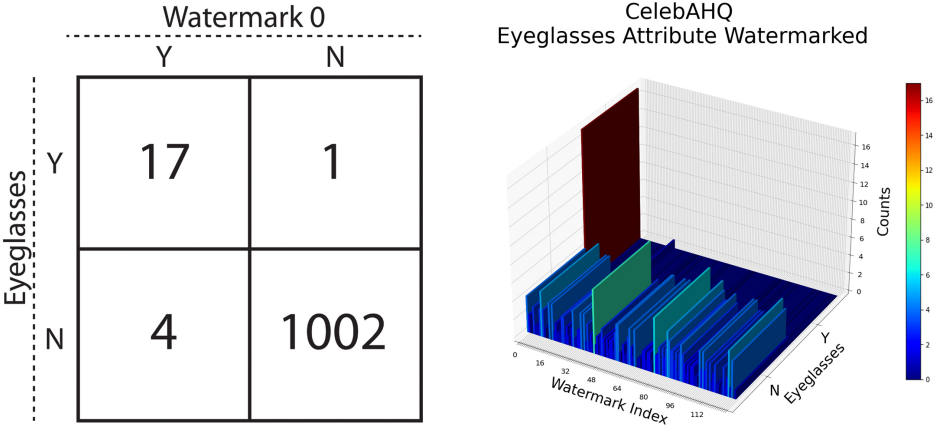 Watermark 0
Y N
Eyeglasses
Y
17 1
N
4 1002
CelebAHQ
Eyeglasses Attribute Watermarked
16
14
12
10
8
6
4
2
0
Counts
0 16 32 48 64 80 96 112
Watermark Index
N Y
Eyeglasses
16
14
12
10
8
6
4
2
0